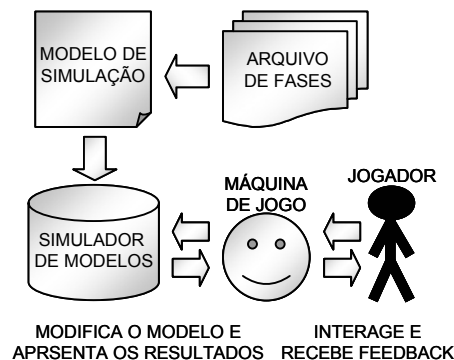 MODELO DE
SIMULAÇÃO
ARQUIVO
DE FASES
MÁQUINA
DE JOGO
JOGADOR
SIMULADOR
DE MODELOS
MODIFICA O MODELO E
APRSENTA OS RESULTADOS
INTERAGE E
RECEBE FEEDBACK